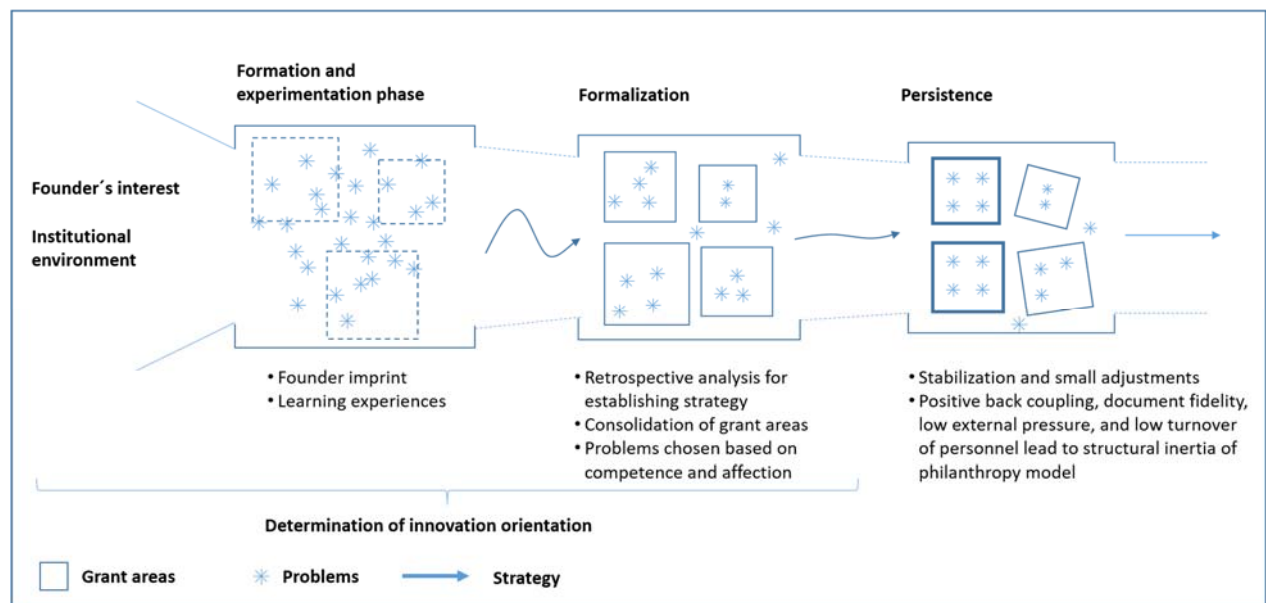 Formation and
experimentation phase
Formalization
Persistence
Founder´s interest
Institutional
environment
• Founder imprint
• Learning experiences
• Retrospective analysis for
establishing strategy
• Consolidation of grant areas
• Problems chosen based on
competence and affection
• Stabilization and small adjustments
• Positive back coupling, document fidelity,
low external pressure, and low turnover
of personnel lead to structural inertia of
philanthropy model
Determination of innovation orientation
Grant areas
Problems
Strategy